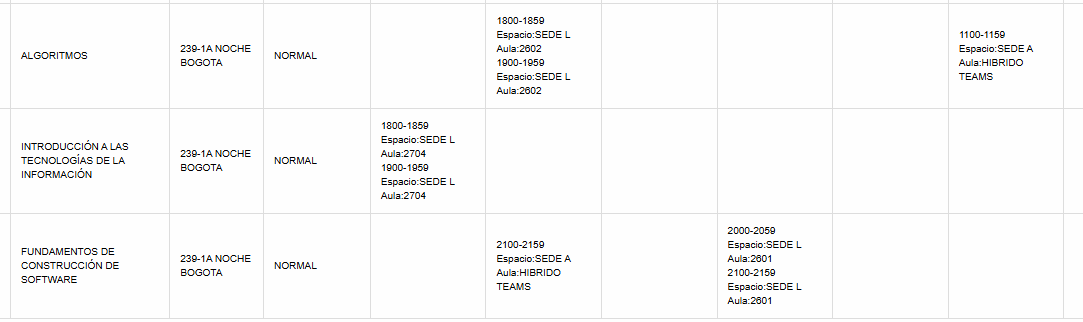 ALGORITMOS
239-1A NOCHE
BOGOTA
NORMAL
1800-1859
Espacio:SEDE L
Aula:2602
1900-1959
Espacio:SEDE L
Aula:2602
1100-1159
Espacio:SEDE A
Aula:HIBRIDO
TEAMS
INTRODUCCIÓN A LAS
TECNOLOGÍAS DE LA
INFORMACIÓN
239-1A NOCHE
BOGOTA
NORMAL
1800-1859
Espacio:SEDE L
Aula:2704
1900-1959
Espacio:SEDE L
Aula:2704
FUNDAMENTOS DE
CONSTRUCCIÓN DE
SOFTWARE
239-1A NOCHE
BOGOTA
NORMAL
2100-2159
Espacio:SEDE A
Aula:HIBRIDO
TEAMS
2000-2059
Espacio:SEDE L
Aula:2601
2100-2159
Espacio:SEDE L
Aula:2601